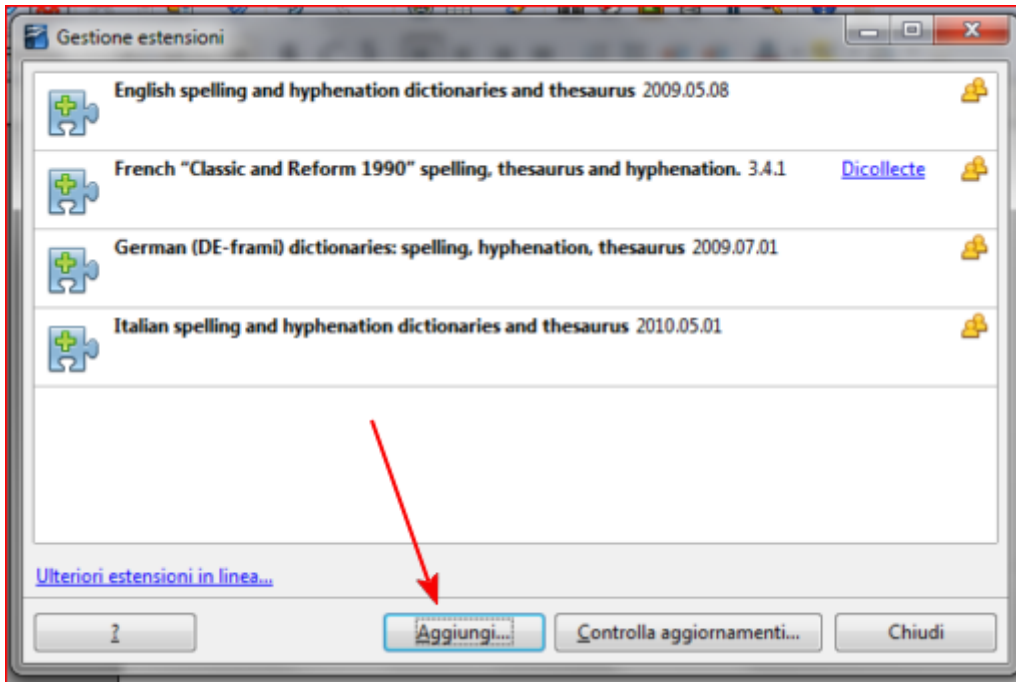 Gestione estensioni
English spelling and hyphenation dictionaries and thesaurus 2009.05.08
French “Classic and Reform 1990” spelling, thesaurus and hyphenation. 3.4.1 Dicollecte
German (DE-frami) dictionaries: spelling, hyphenation, thesaurus 2009.07.01
Italian spelling and hyphenation dictionaries and thesaurus 2010.05.01
Ulteriori estensioni in linea...
? Aggiungi... Controlla aggiornamenti... Chiudi